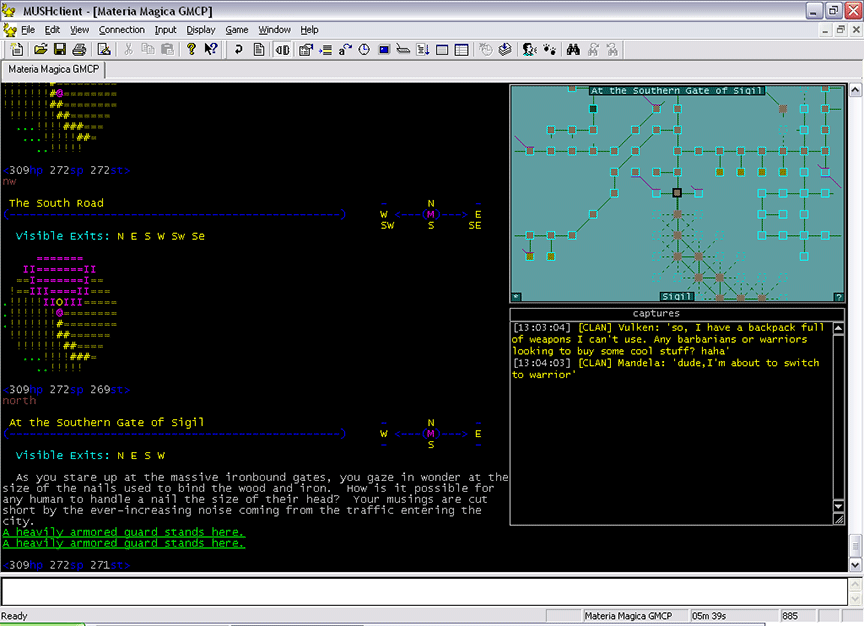 MUSHclient - [Materia Magica GMCP]
File Edit View Connection Input Display Game Window Help
Materia Magica GMCP
<309hp 272sp 272st>
nw
The South Road
N
W <---(M)---> E
SW S SE
Visible Exits: N E S W Sw Se
<309hp 272sp 269st>
north
At the Southern Gate of Sigil
N
W <---(M)---> E
S
Visible Exits: N E S W
As you stare up at the massive ironbound gates, you gaze in wonder at the
size of the nails used to bind the wood and iron.  How is it possible for
any human to handle a nail the size of their head?  Your musings are cut
short by the ever-increasing noise coming from the traffic entering the
city.
A heavily armored guard stands here.
A heavily armored guard stands here.
<309hp 272sp 271st>
At the Southern Gate of Sigil
* Sigil ?
captures
[13:03:04] [CLAN] Vulken: 'so, I have a backpack full
of weapons I can't use. Any barbarians or warriors
looking to buy some cool stuff? haha'
[13:04:03] [CLAN] Mandela: 'dude,I'm about to switch
to warrior'
Ready
Materia Magica GMCP
05m 39s
885